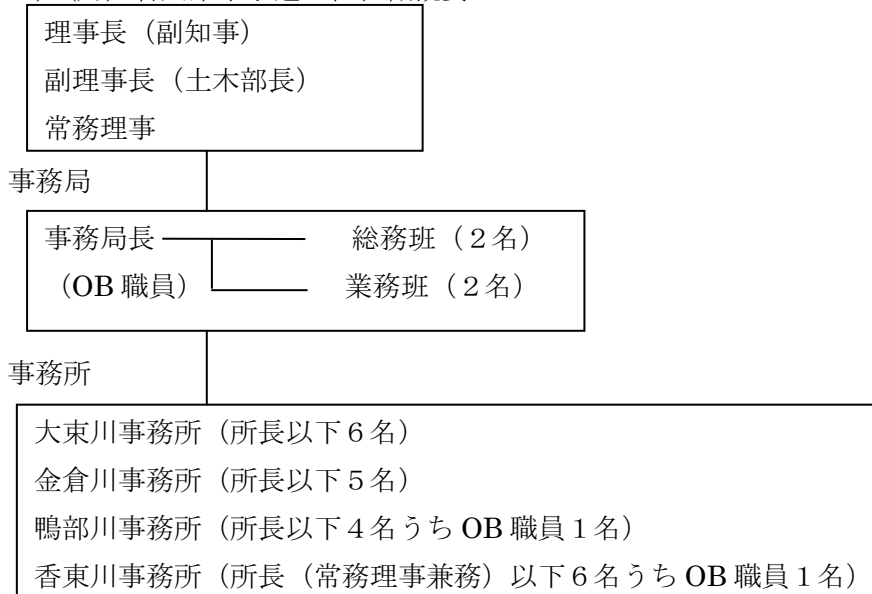 理事長（副知事）
副理事長（土木部長）
常務理事
事務局
事務局長　総務班（２名）
（OB 職員）　業務班（２名）
事務所
大束川事務所（所長以下６名）
金倉川事務所（所長以下５名）
鴨部川事務所（所長以下４名うち OB 職員１名）
香東川事務所（所長（常務理事兼務）以下６名うち OB 職員１名）